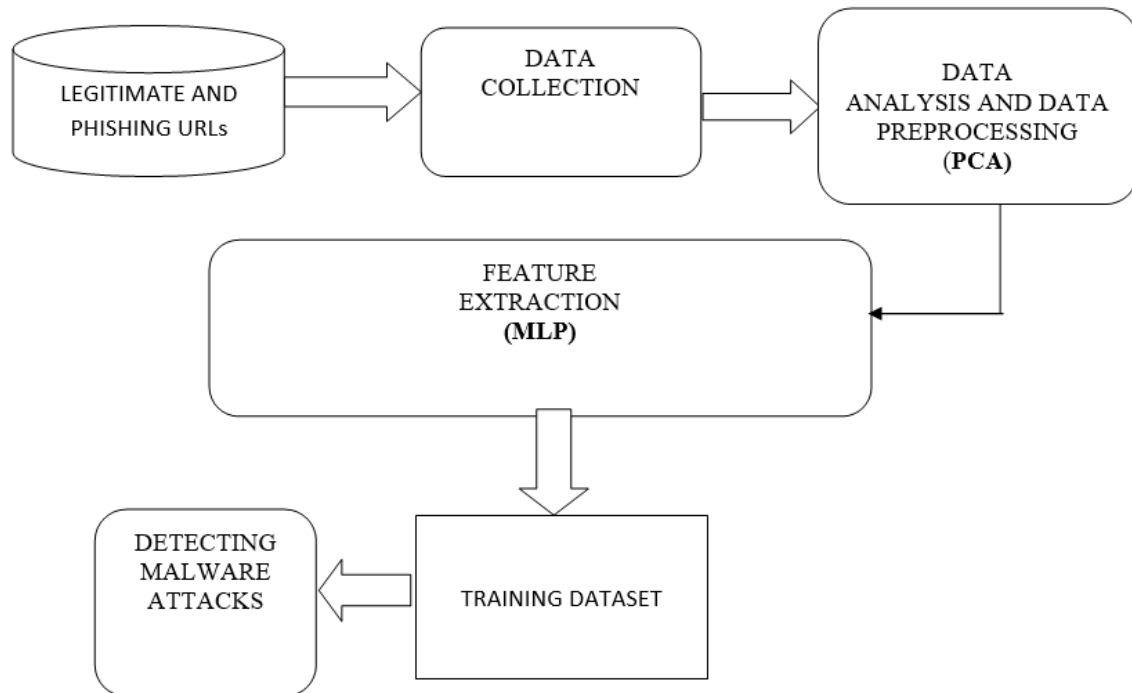 LEGITIMATE AND
PHISHING URLs
DATA
COLLECTION
DATA
ANALYSIS AND DATA
PREPROCESSING
(PCA)
FEATURE
EXTRACTION
(MLP)
DETECTING
MALWARE
ATTACKS
TRAINING DATASET